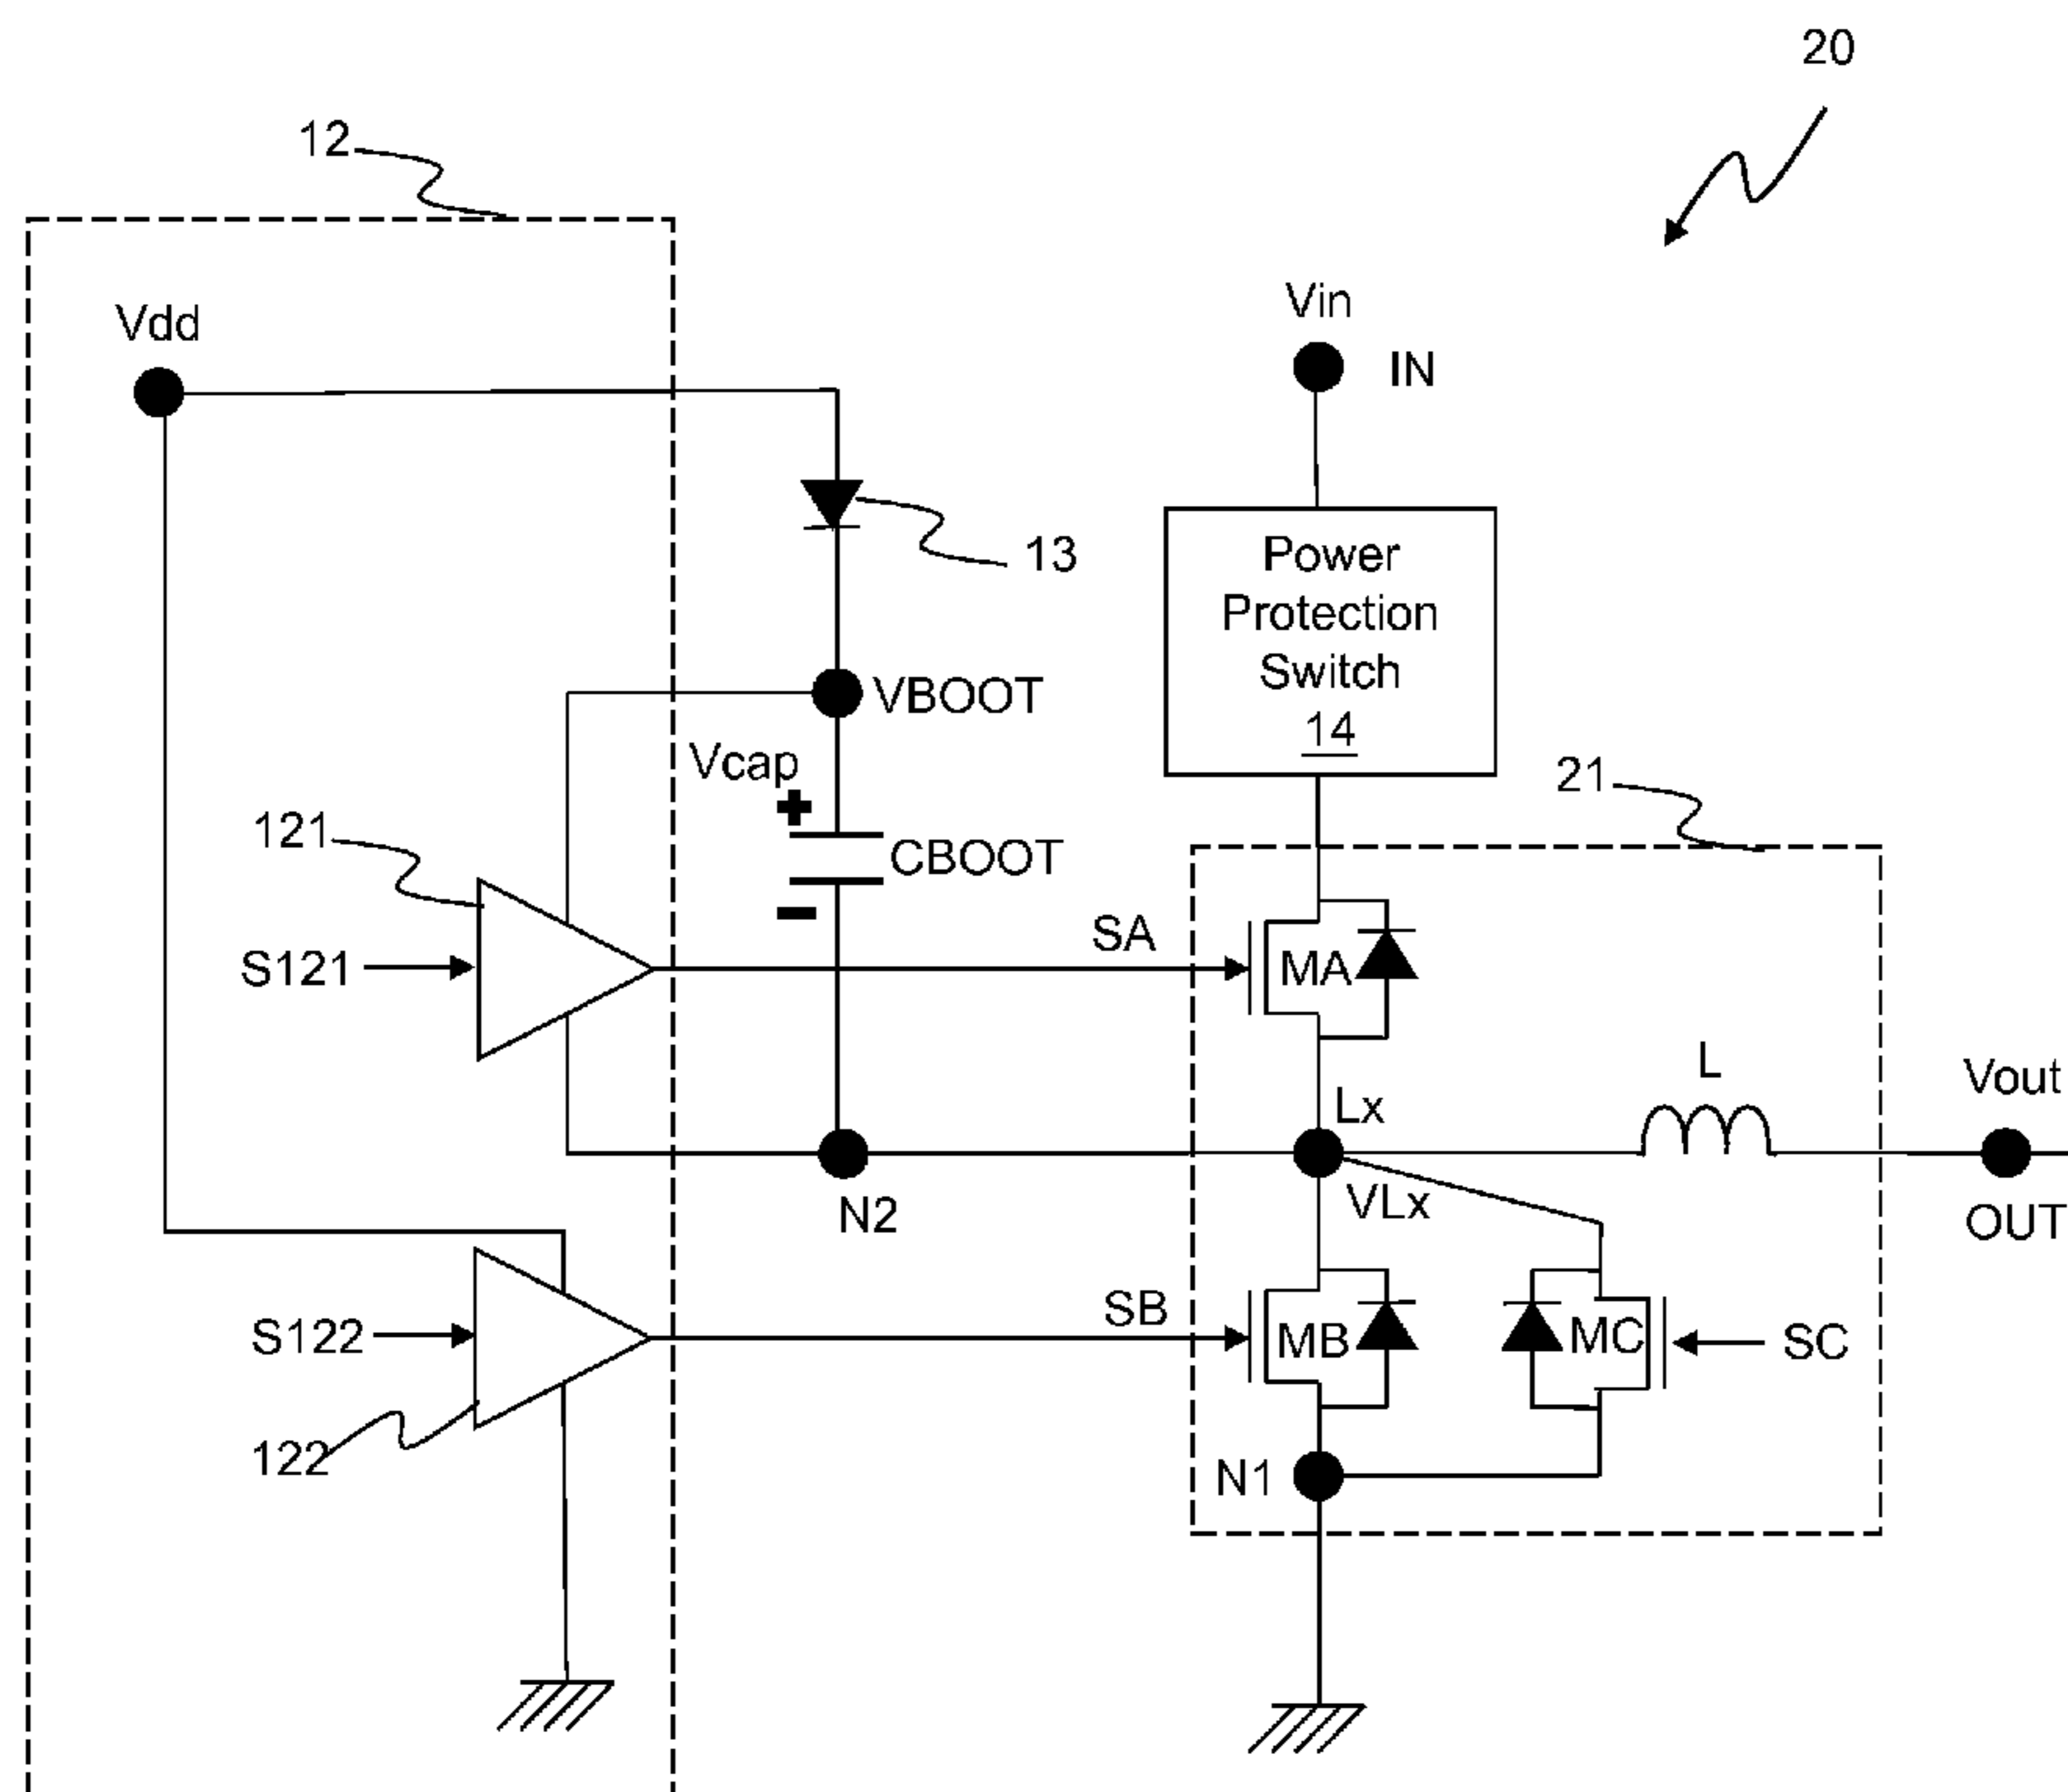 20
12
Vdd
Vin
IN
13
Power
Protection
Switch
14
VBOOT
Vcap
+
CBOOT
-
21
121
S121
SA
MA
Lx
L
Vout
N2
VLx
OUT
S122
SB
MB
MC
SC
122
N1